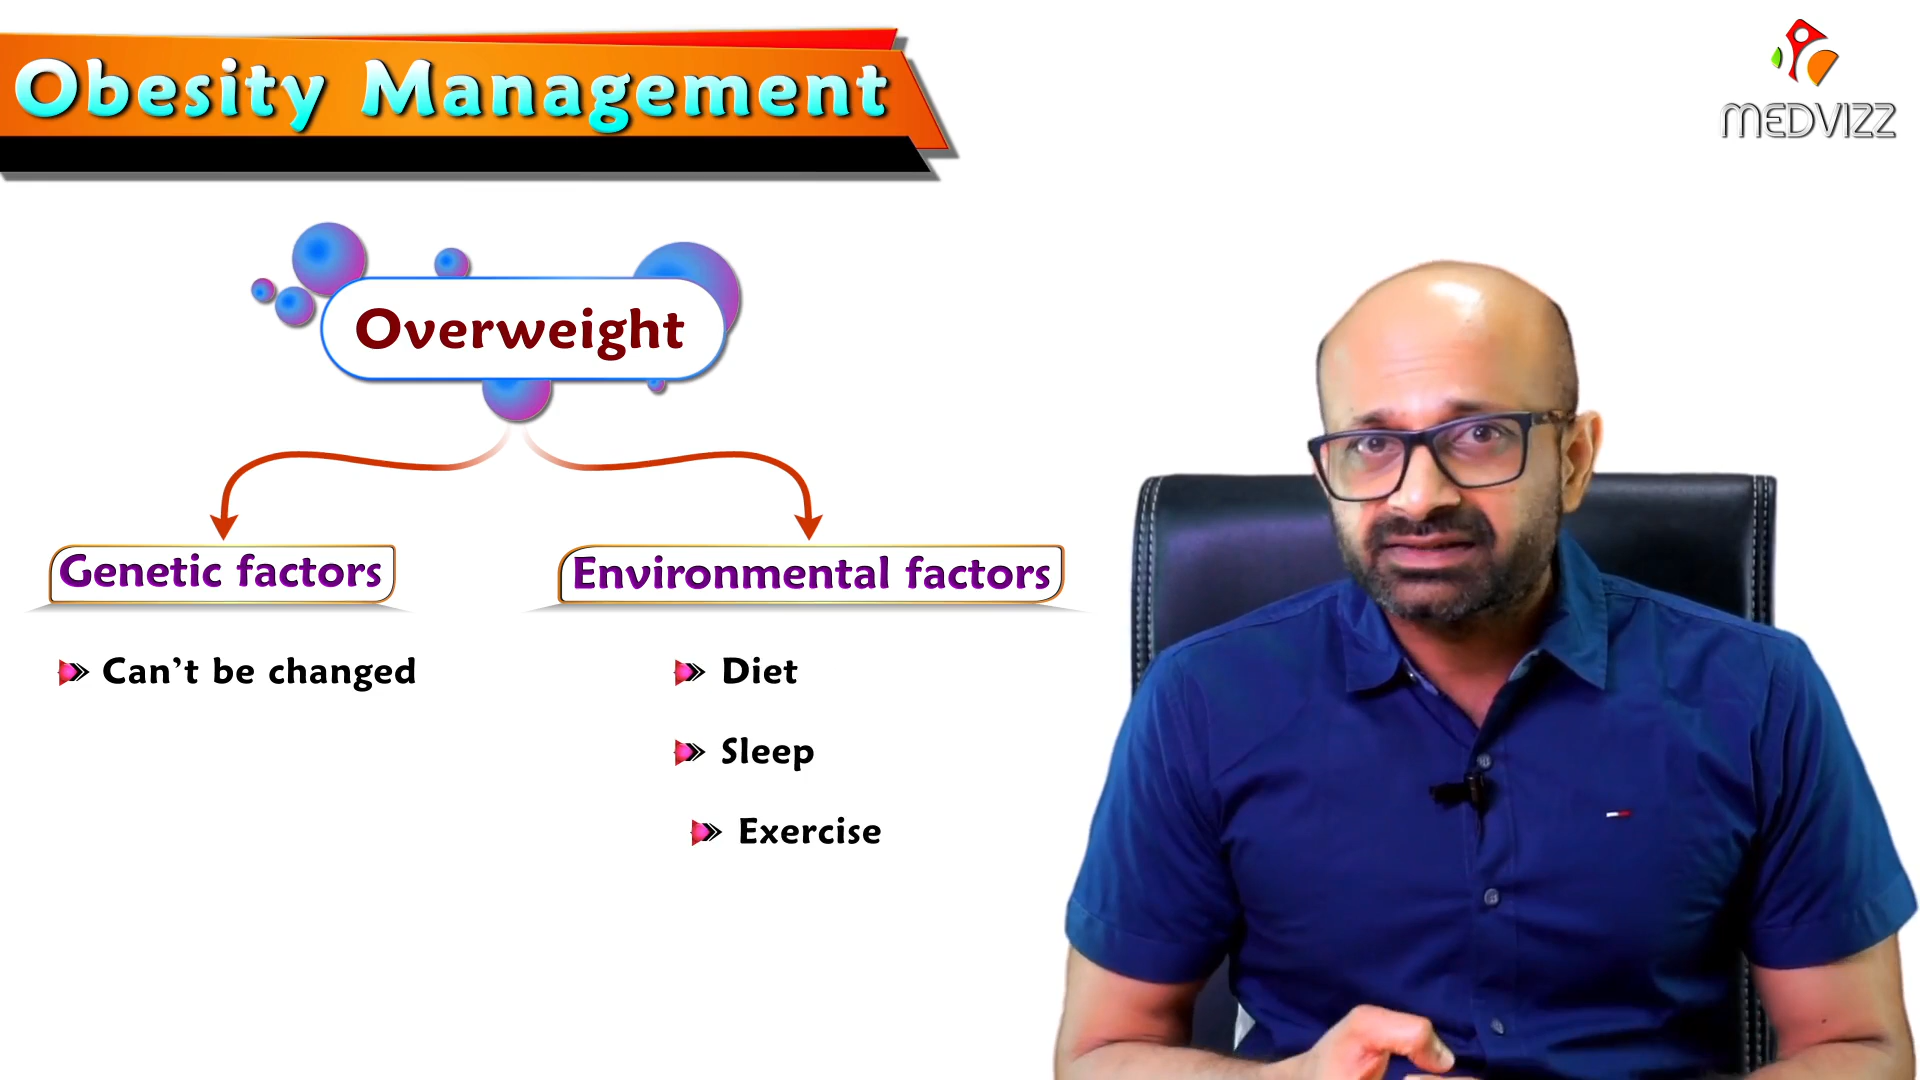 Obesity Management
MEDVIZZ
Overweight
Genetic factors
Environmental factors
Can't be changed
Diet
Sleep
Exercise